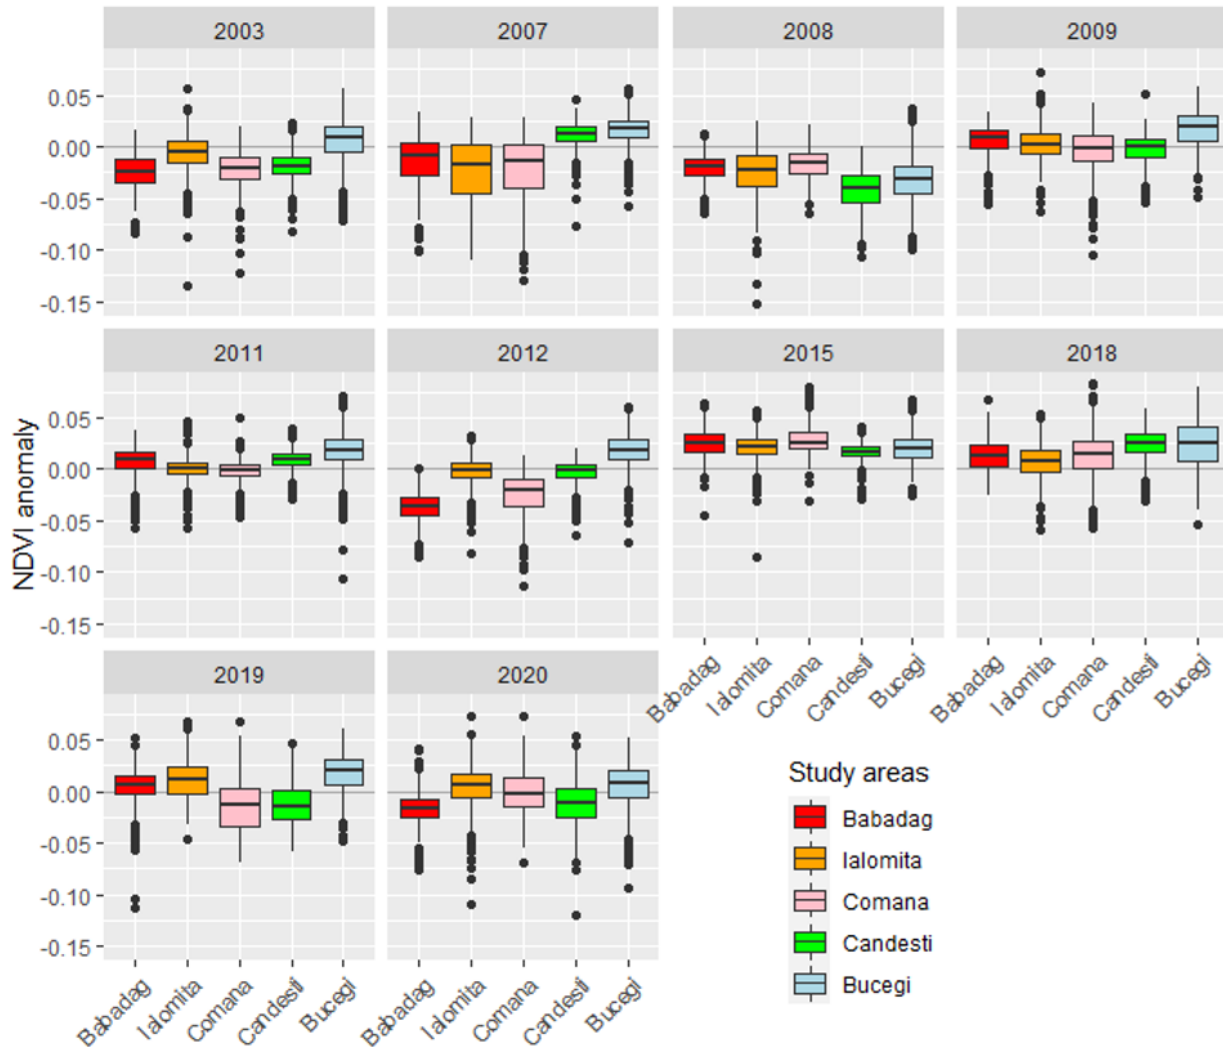 2003 2007 2008 2009
0.05
0.00
-0.05
-0.10
-0.15
2011 2012 2015 2018
0.05
0.00
-0.05
-0.10
-0.15
NDVI anomaly
Babadag Ialomita Comana Candesti Bucegi Babadag Ialomita Comana Candesti Bucegi
2019 2020
0.05
0.00
-0.05
-0.10
-0.15
Babadag Ialomita Comana Candesti Bucegi Babadag Ialomita Comana Candesti Bucegi
Study areas
Babadag
Ialomita
Comana
Candesti
Bucegi